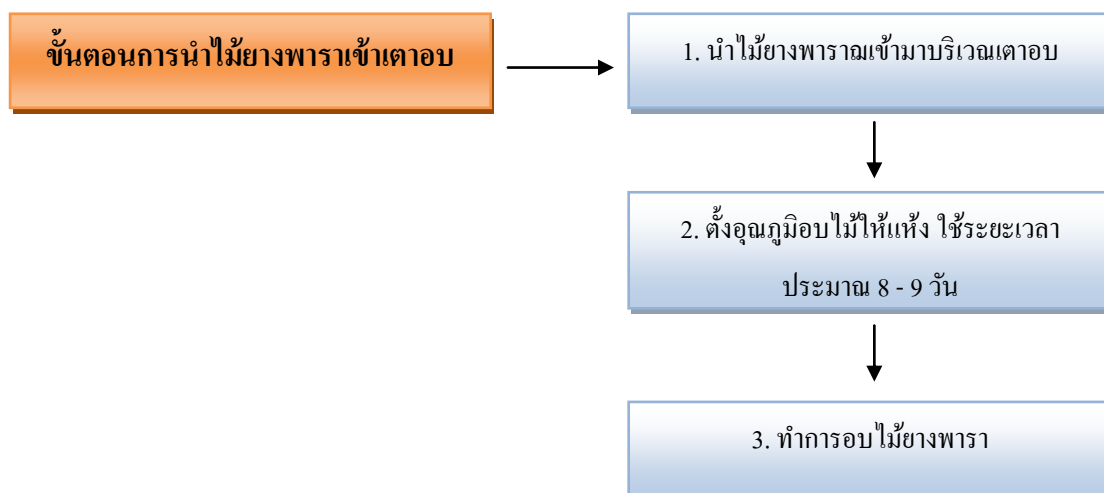 ขั้นตอนการนำไม้ยางพาราเข้าเตาอบ
1. นำไม้ยางพาราณเข้ามาบริเวณเตาอบ
2. ตั้งอุณภูมิอบไม้ให้แห้ง ใช้ระยะเวลา
ประมาณ 8 - 9 วัน
3. ทำการอบไม้ยางพารา